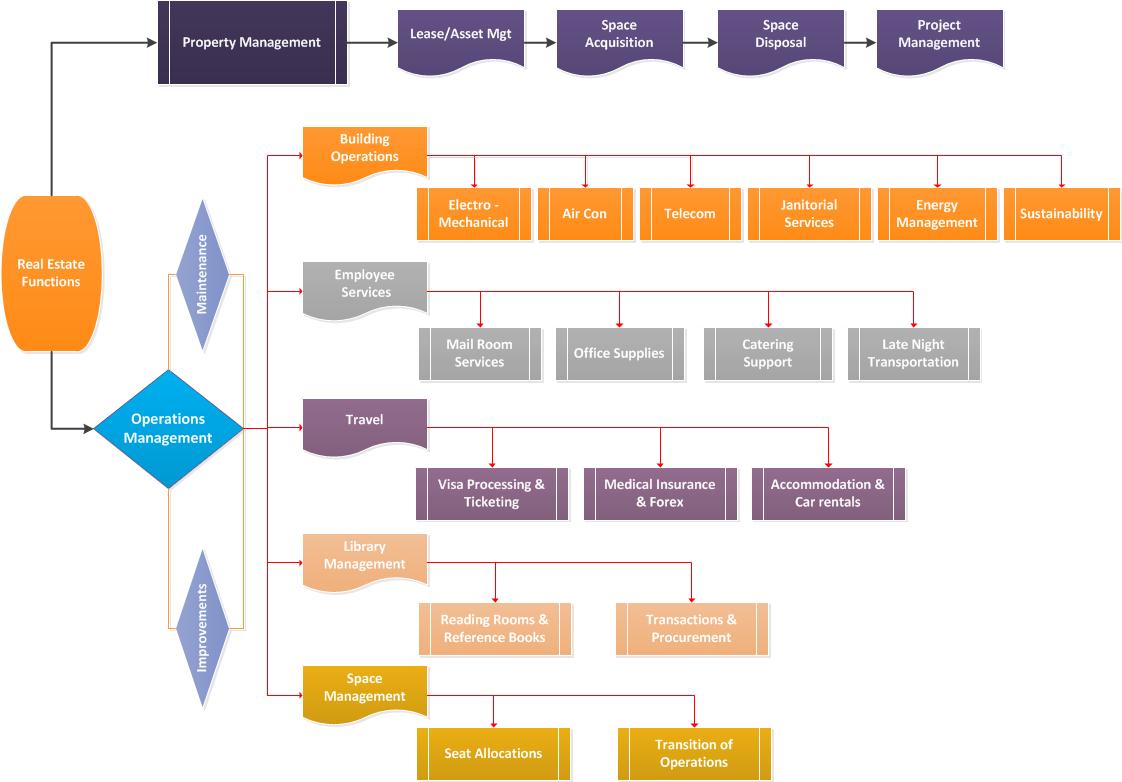 Property Management
Lease/Asset Mgt
Space
Acquisition
Space
Disposal
Project
Management
Building
Operations
Electro -
Mechanical
Air Con
Telecom
Janitorial
Services
Energy
Management
Sustainability
Real Estate
Functions
Maintenance
Employee
Services
Mail Room
Services
Office Supplies
Catering
Support
Late Night
Transportation
Operations
Management
Travel
Visa Processing &
Ticketing
Medical Insurance
& Forex
Accommodation &
Car rentals
Library
Management
Reading Rooms &
Reference Books
Transactions &
Procurement
Improvements
Space
Management
Seat Allocations
Transition of
Operations